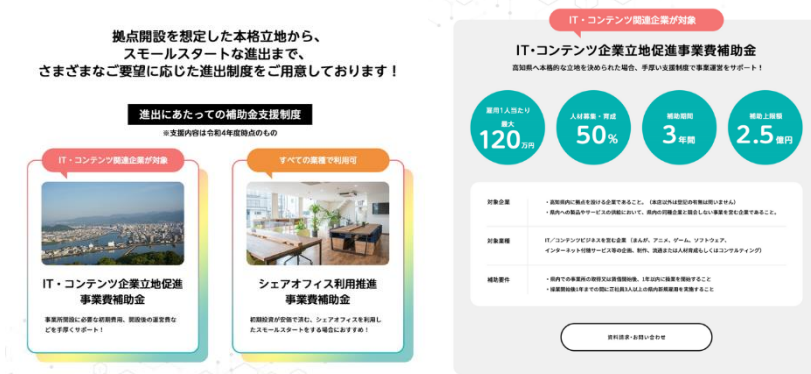 拠点開設を想定した本格立地から、
スモールスタートな進出まで、
さまざまなご要望に応じた進出制度をご用意しております！
進出にあたっての補助金支援制度
※支援内容は令和4年度時点のもの
IT・コンテンツ関連企業が対象
IT・コンテンツ企業立地促進
事業費補助金
事業所開設に必要な初期費用、開設後の運営費な
どを手厚くサポート！
すべての業種で利用可
シェアオフィス利用推進
事業費補助金
初期投資が安価で済む、シェアオフィスを利用し
たスモールスタートをする場合におすすめ！
IT・コンテンツ関連企業が対象
IT・コンテンツ企業立地促進事業費補助金
高知県へ本格的な立地を決められた場合、手厚い支援制度で事業運営をサポート！
雇用1人当たり
最大
120万円
人材募集・育成
50%
補助期間
3年間
補助上限額
2.5億円
対象企業
・高知県内に拠点を設ける企業であること。（本店以外は登記の有無は問いません）
・県内への製品やサービスの供給において、県内の同種企業と競合しない事業を営む企業であること。
対象業種
IT／コンテンツビジネスを営む企業（まんが、アニメ、ゲーム、ソフトウェア、
インターネット付随サービス等の企画、制作、流通または人材育成もしくはコンサルティング）
補助要件
・県内での事業所の取得又は賃借開始後、1年以内に操業を開始すること
・操業開始後1年までの間に正社員3人以上の県内新規雇用を実施すること
資料請求・お問い合わせ